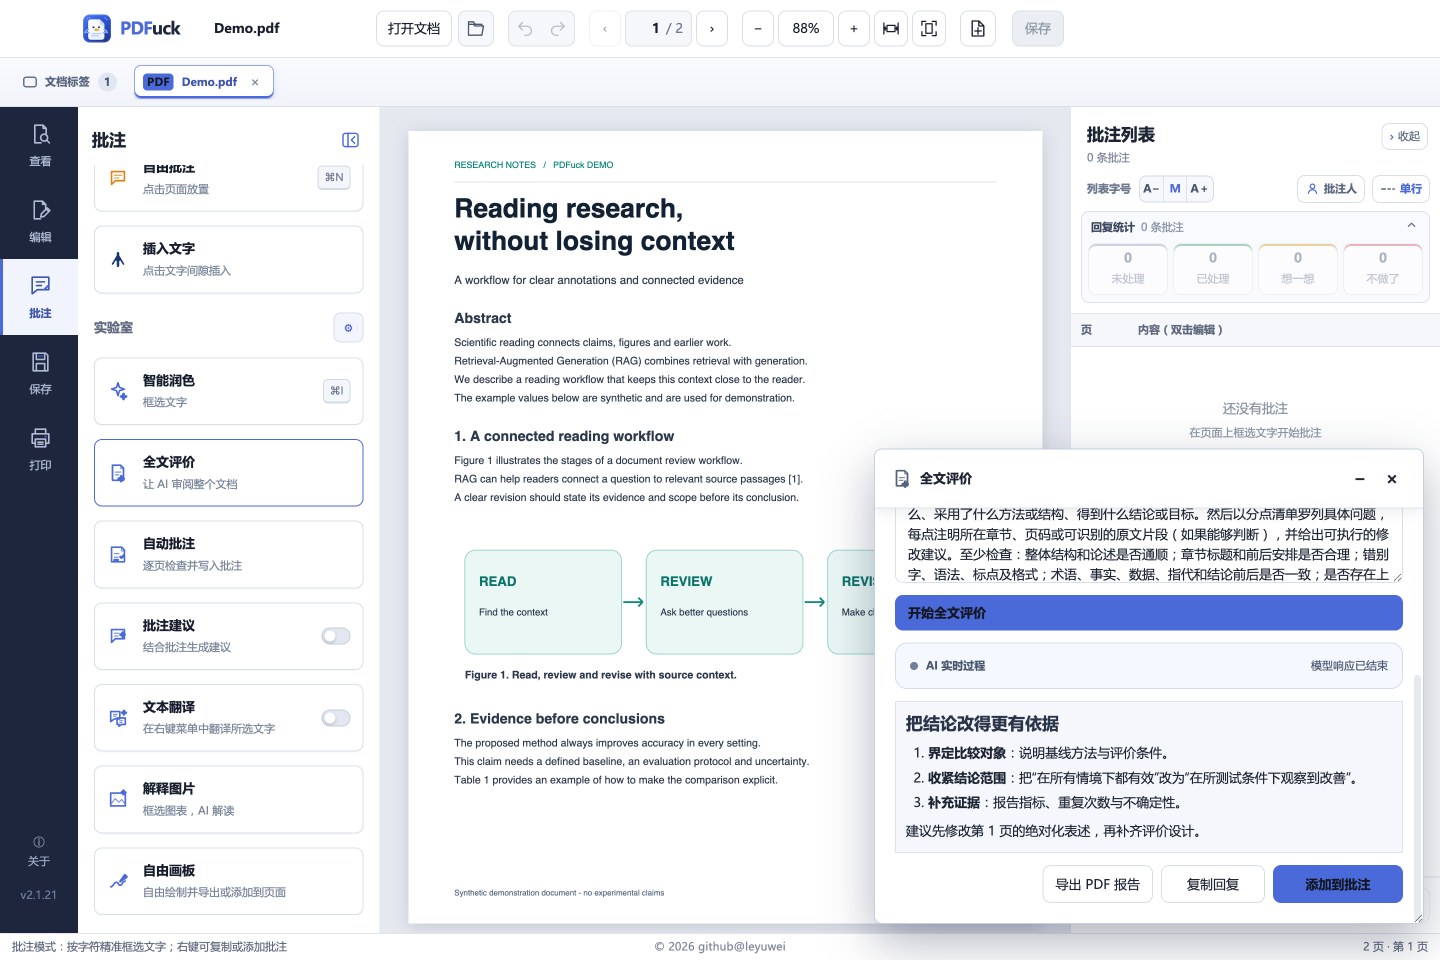 PDFuck
Demo.pdf
打开文档
‹
1 / 2
›
−
88%
+
保存
文档标签 1
PDF Demo.pdf ×
查看
编辑
批注
保存
打印
关于
v2.1.21
批注
自由批注
点击页面放置
⌘N
插入文字
点击文字间隙插入
实验室
智能润色
框选文字
⌘I
全文评价
让 AI 审阅整个文档
自动批注
逐页检查并写入批注
批注建议
结合批注生成建议
文本翻译
在右键菜单中翻译所选文字
解释图片
框选图表，AI 解读
自由画板
自由绘制并导出或添加到页面
RESEARCH NOTES / PDFuck DEMO
Reading research,
without losing context
A workflow for clear annotations and connected evidence
Abstract
Scientific reading connects claims, figures and earlier work.
Retrieval-Augmented Generation (RAG) combines retrieval with generation.
We describe a reading workflow that keeps this context close to the reader.
The example values below are synthetic and are used for demonstration.
1. A connected reading workflow
Figure 1 illustrates the stages of a document review workflow.
RAG can help readers connect a question to relevant source passages [1].
A clear revision should state its evidence and scope before its conclusion.
READ
Find the context
REVIEW
Ask better questions
REVIS
Make cl
Figure 1. Read, review and revise with source context.
2. Evidence before conclusions
The proposed method always improves accuracy in every setting.
This claim needs a defined baseline, an evaluation protocol and uncertainty.
Table 1 provides an example of how to make the comparison explicit.
Synthetic demonstration document - no experimental claims
批注列表
› 收起
0 条批注
列表字号 A− M A+
批注人
--- 单行
回复统计 0 条批注
0
未处理
0
已处理
0
想一想
0
不做了
页 内容（双击编辑）
还没有批注
在页面上框选文字开始批注
全文评价
么、采用了什么方法或结构、得到什么结论或目标。然后以分点清单罗列具体问题，
每点注明所在章节、页码或可识别的原文片段（如果能够判断），并给出可执行的修
改建议。至少检查：整体结构和论述是否通顺；章节标题和前后安排是否合理；错别
字、语法、标点及格式；术语、事实、数据、指代和结论前后是否一致；是否存在上
开始全文评价
AI 实时过程
模型响应已结束
把结论改得更有依据
1. 界定比较对象：说明基线方法与评价条件。
2. 收紧结论范围：把“在所有情境下都有效”改为“在所测试条件下观察到改善”。
3. 补充证据：报告指标、重复次数与不确定性。
建议先修改第 1 页的绝对化表述，再补齐评价设计。
导出 PDF 报告
复制回复
添加到批注
批注模式：按字符精准框选文字；右键可复制或添加批注
© 2026 github@leyuwei
2 页 · 第 1 页